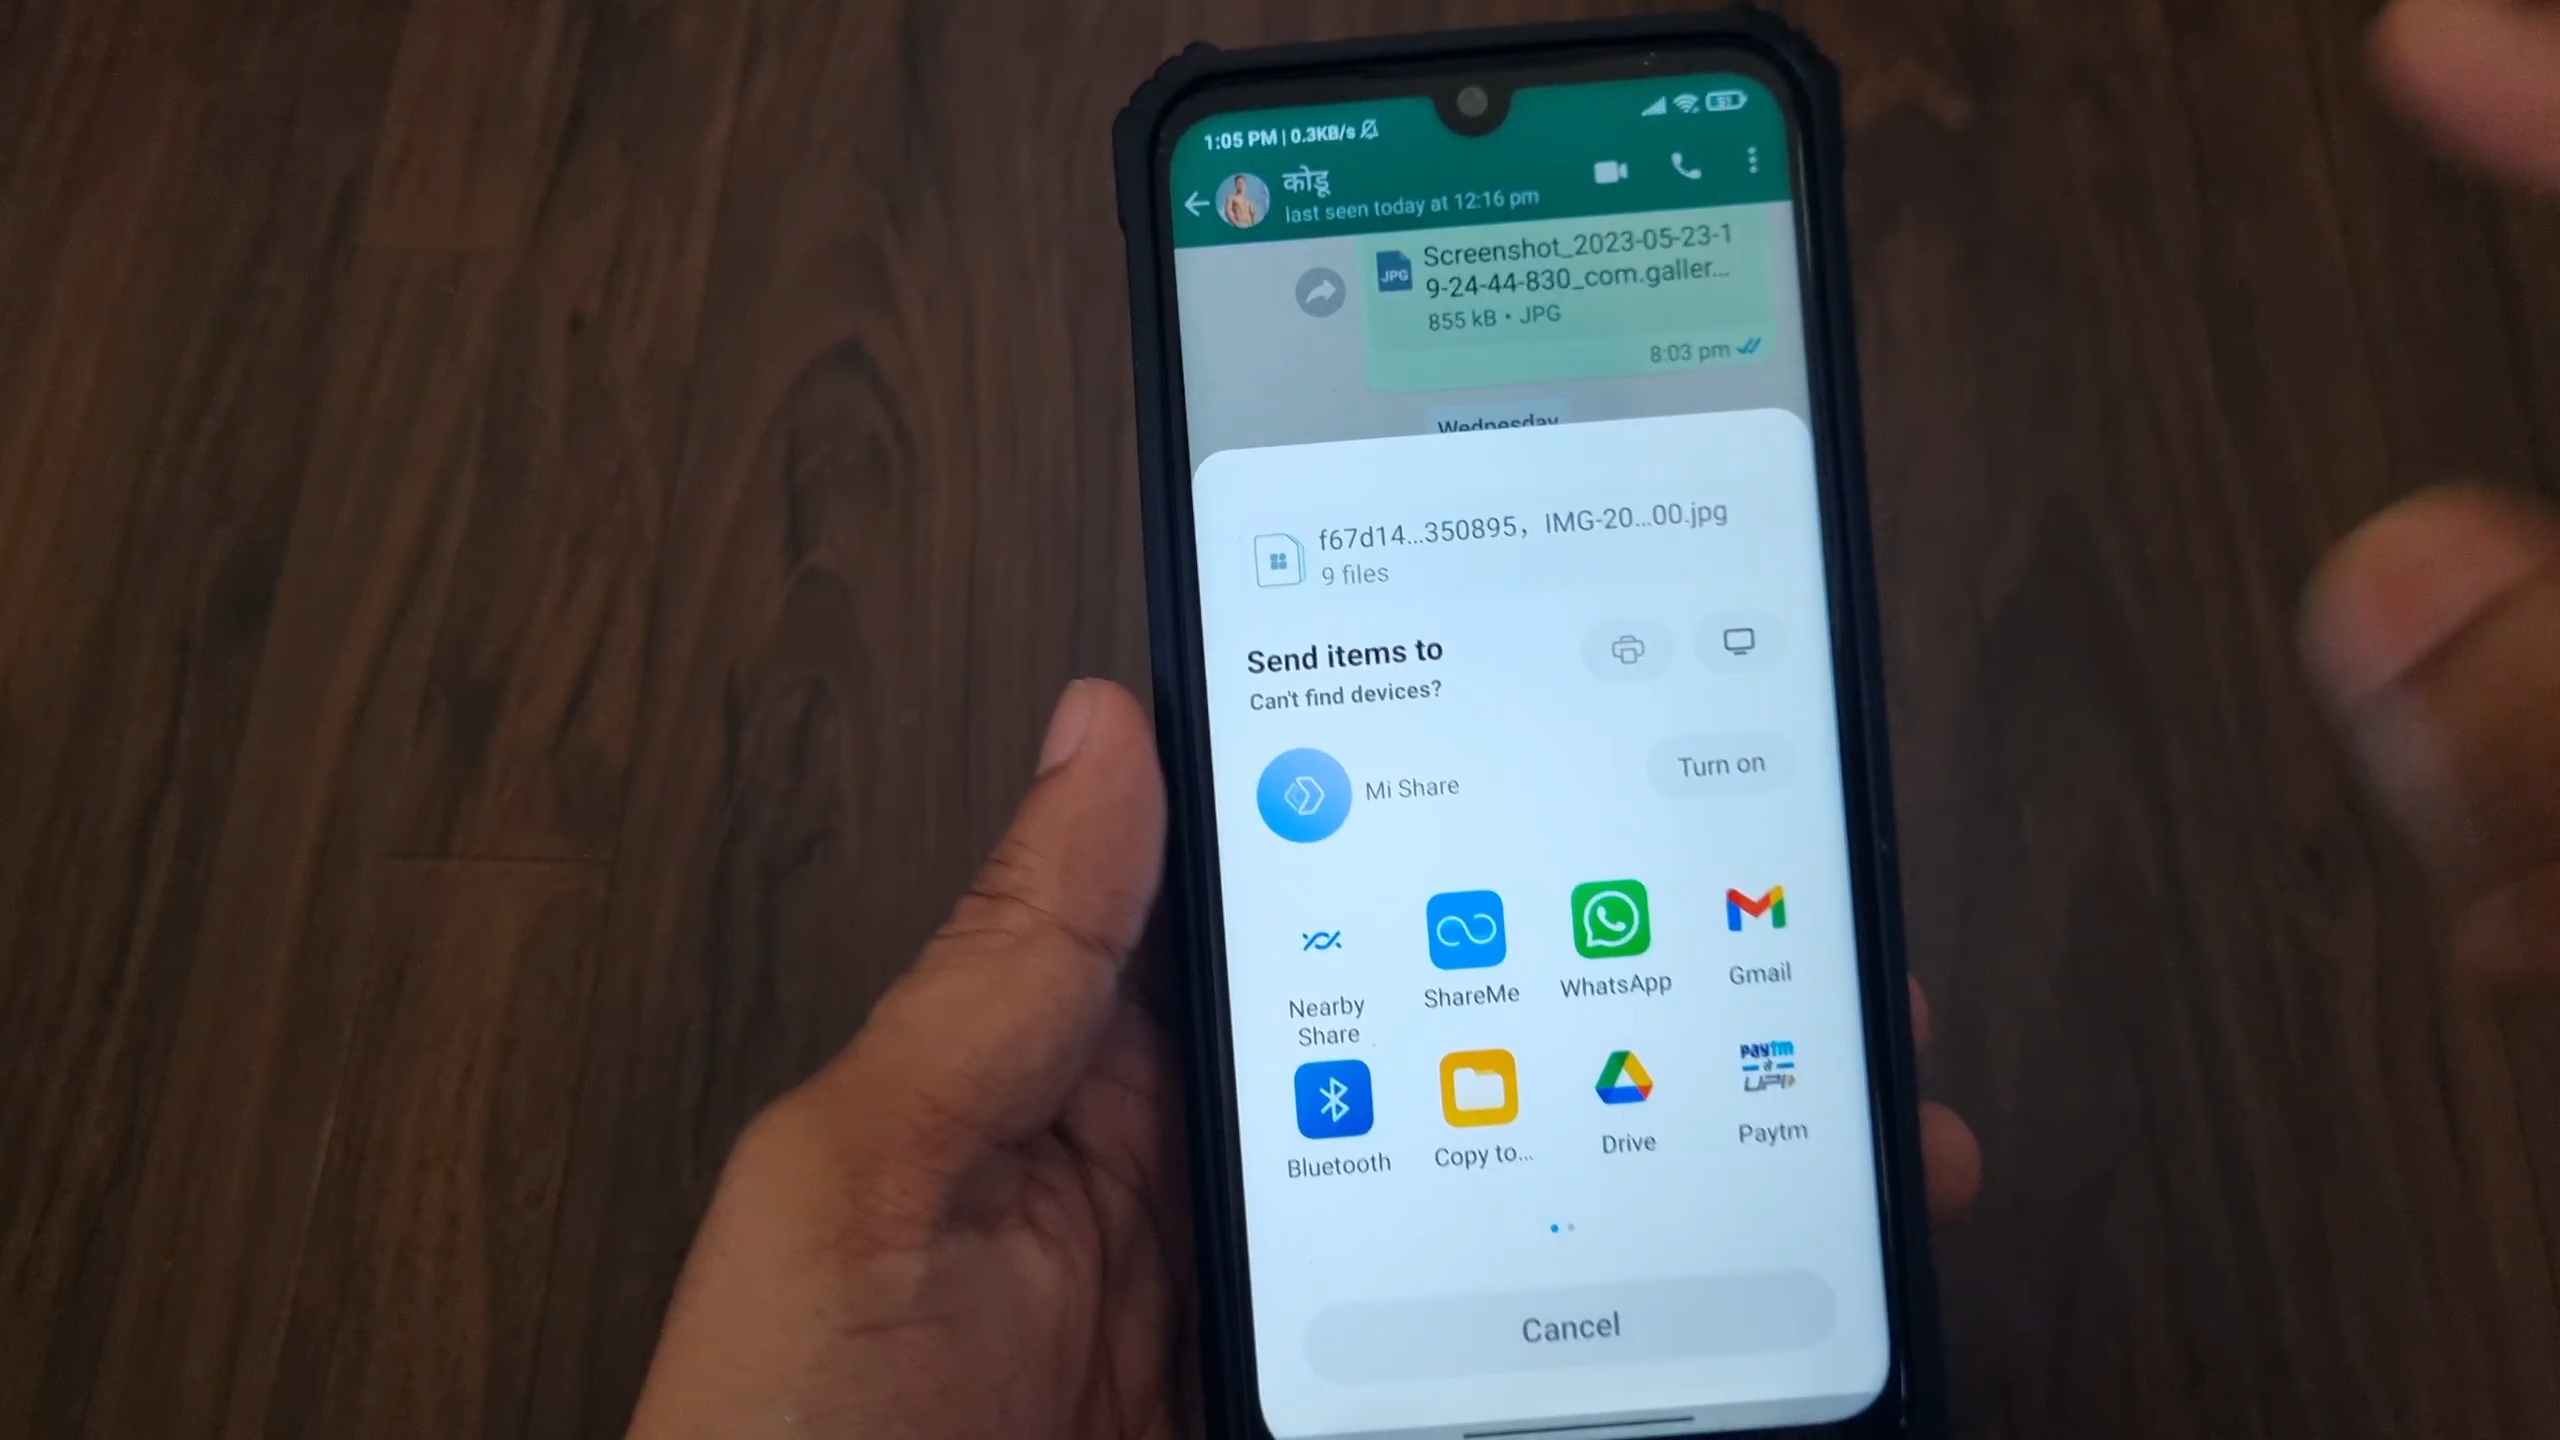 1:05 PM | 0.3KB/s
कोडू
last seen today at 12:16 pm
JPG
Screenshot_2023-05-23-1
9-24-44-830_com.galler...
855 kB • JPG
8:03 pm
Wednesday
f67d14...350895,  IMG-20...00.jpg
9 files
Send items to
Can't find devices?
Mi Share
Turn on
Nearby
Share
ShareMe
WhatsApp
Gmail
paytm
से
UPI
Bluetooth
Copy to...
Drive
Paytm
Cancel